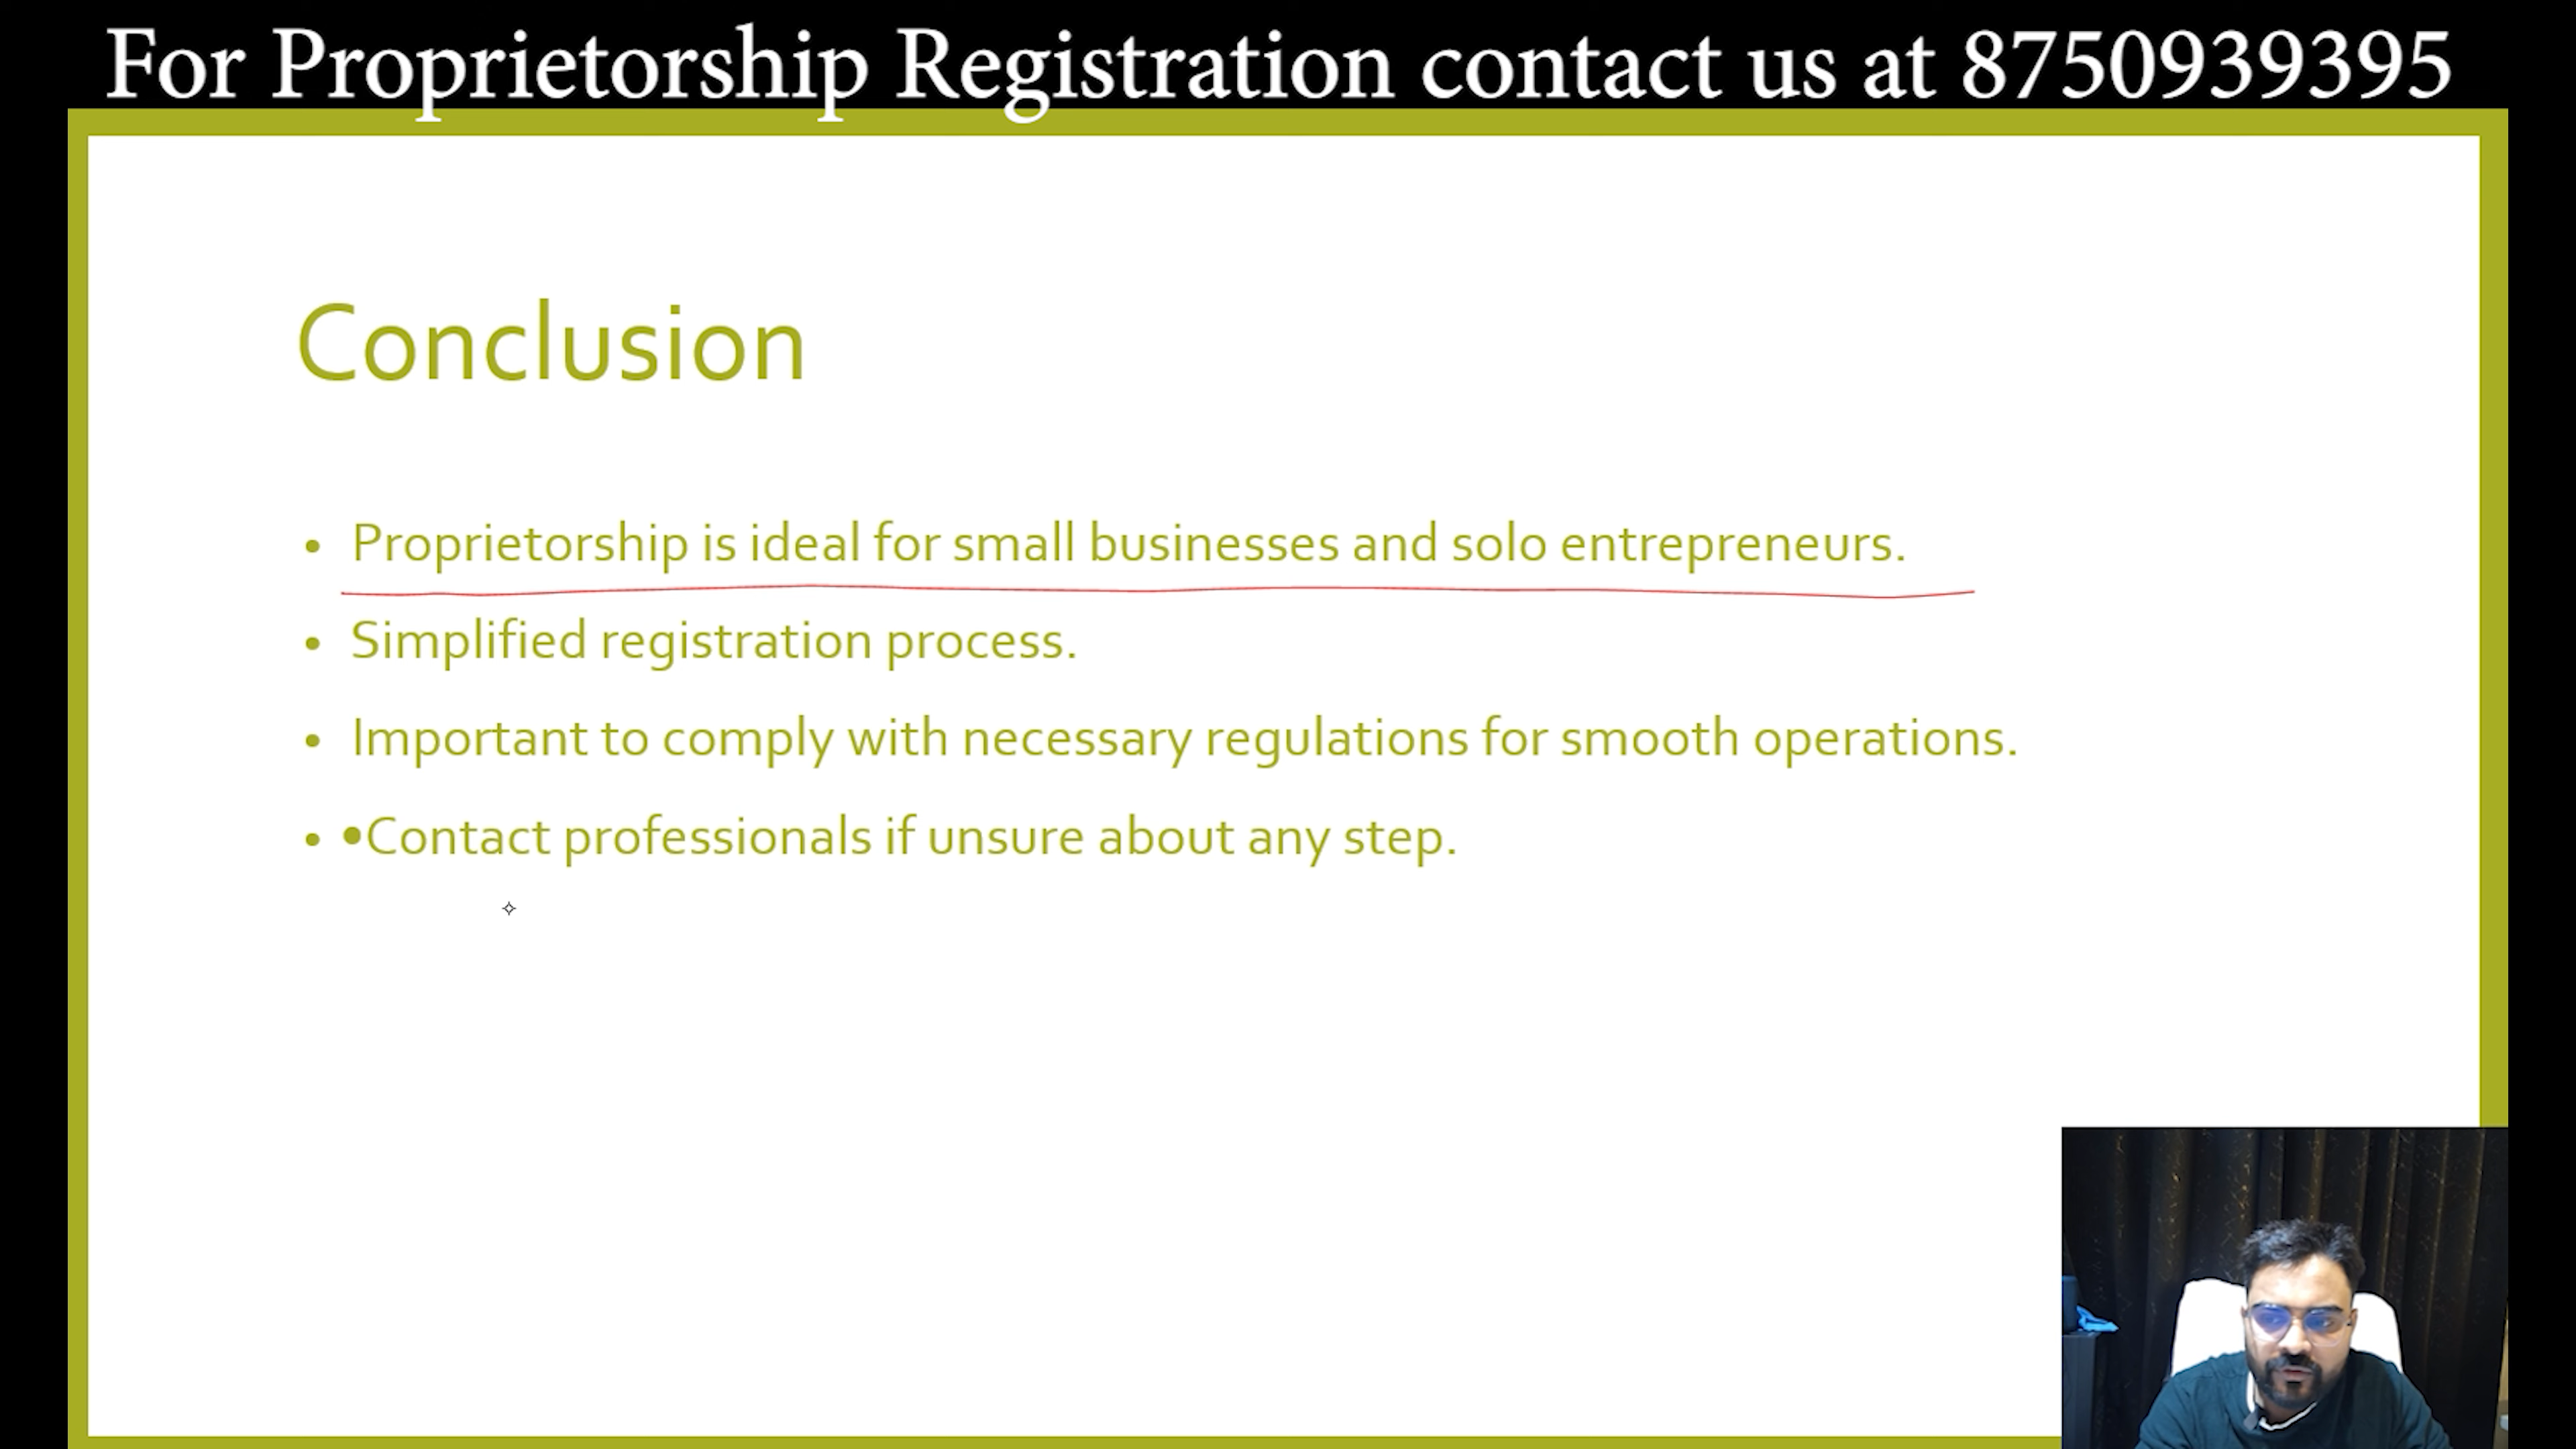 For Proprietorship Registration contact us at 8750939395
Conclusion
• Proprietorship is ideal for small businesses and solo entrepreneurs.
• Simplified registration process.
• Important to comply with necessary regulations for smooth operations.
• •Contact professionals if unsure about any step.